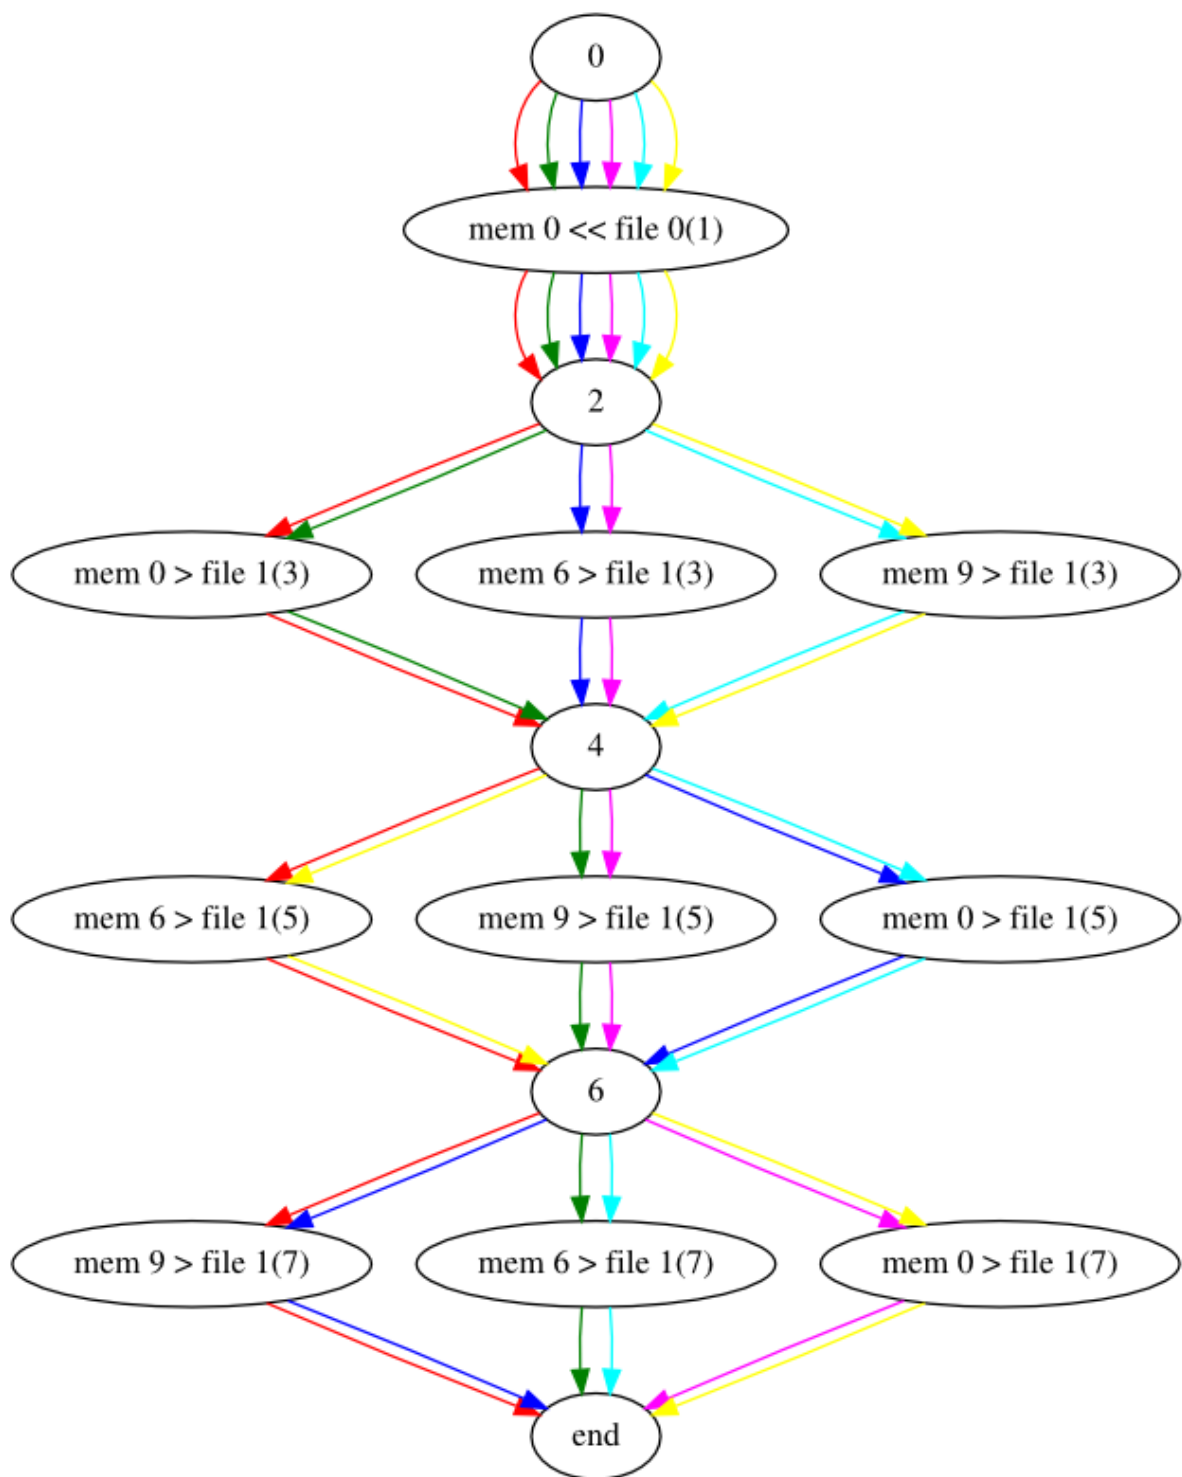 0
mem 0 << file 0(1)
2
mem 0 > file 1(3)
mem 6 > file 1(3)
mem 9 > file 1(3)
4
mem 6 > file 1(5)
mem 9 > file 1(5)
mem 0 > file 1(5)
6
mem 9 > file 1(7)
mem 6 > file 1(7)
mem 0 > file 1(7)
end